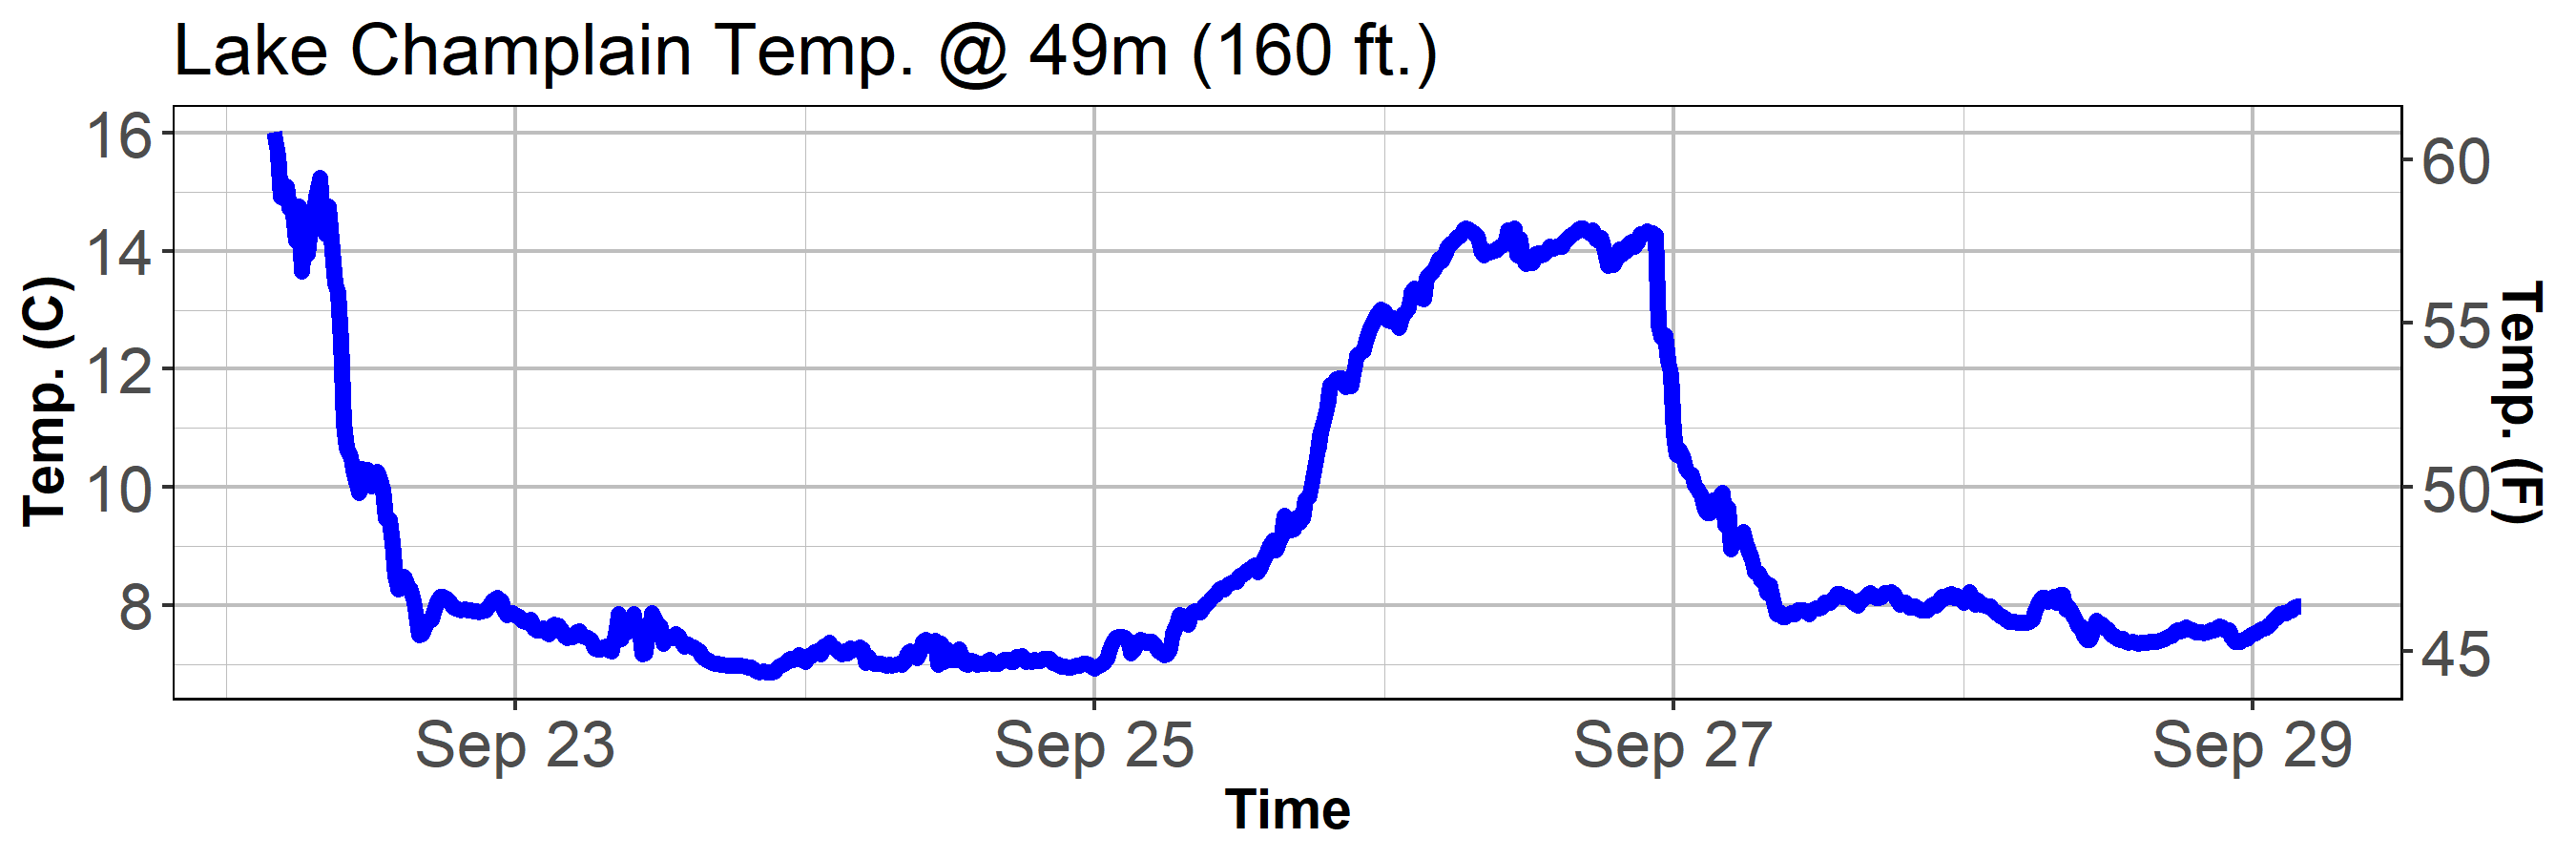 Lake Champlain Temp. @ 49m (160 ft.)
Temp. (C)
16
14
12
10
8
60
55
50
45
Temp. (F)
Sep 23
Sep 25
Sep 27
Sep 29
Time